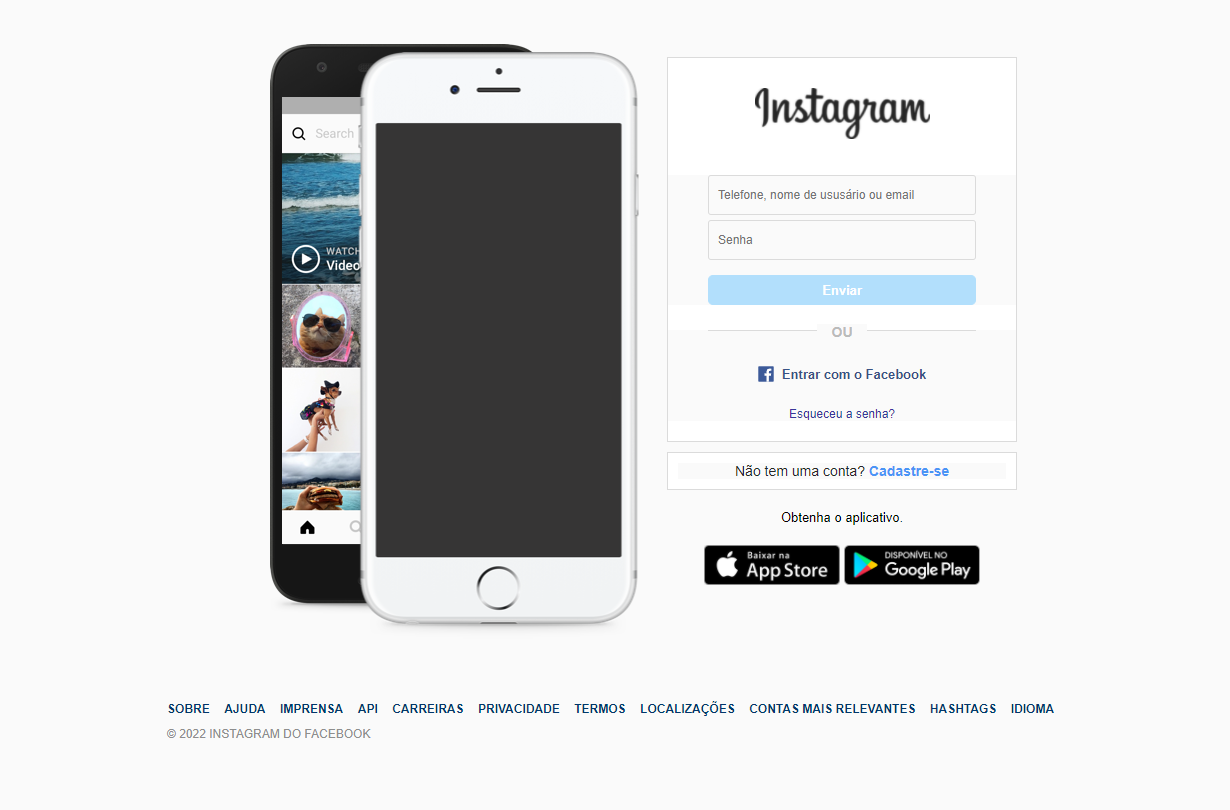 Search
WATCH
Video
Instagram
Telefone, nome de ususário ou email
Senha
Enviar
OU
Entrar com o Facebook
Esqueceu a senha?
Não tem uma conta? Cadastre-se
Obtenha o aplicativo.
Baixar na
App Store
DISPONÍVEL NO
Google Play
SOBRE AJUDA IMPRENSA API CARREIRAS PRIVACIDADE TERMOS LOCALIZAÇÕES CONTAS MAIS RELEVANTES HASHTAGS IDIOMA
© 2022 INSTAGRAM DO FACEBOOK